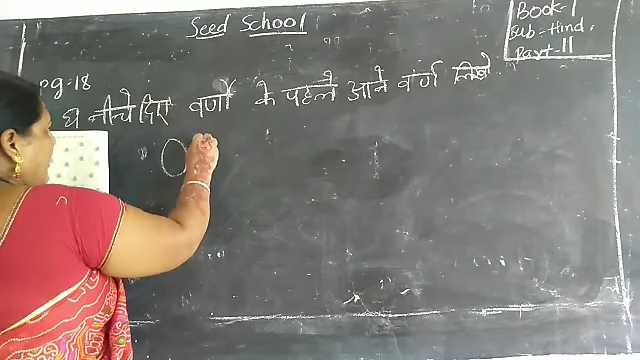 Seed School
Book-1
Sub-Hind.
Part-II
pg-18
घ नीचे दिए वर्णो के पहले आने वर्ण लिखो